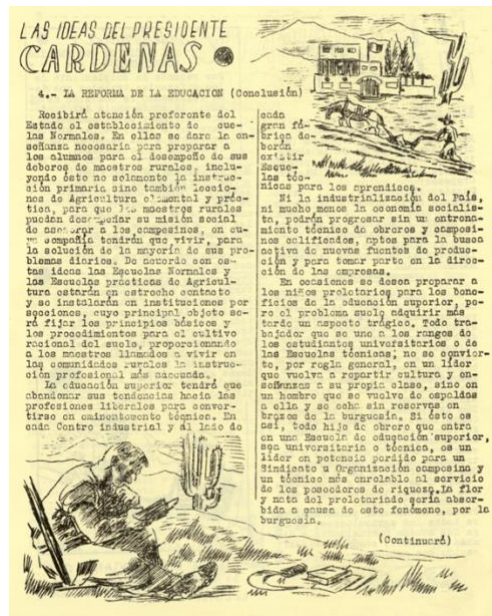 LAS IDEAS DEL PRESIDENTE
CARDENAS
4.- LA REFORMA DE LA EDUCACION (Conclusión)
Recibirá atención preferente del
Estado el establecimiento de cue-
las Normales. En ellas se dara la en-
señanza necesaria para preparar a
los alumnos para el desempeño de sus
deberes de maestros rurales, inclu-
yendo ésto no solamente la instruc-
ción primaria sino también leccio-
nes de Agricultura elemental y prác-
tica, para que los maestros rurales
puedan desempeñar su misión social
de asesorar a los campesinos, en cu-
ya compañía tendrán que vivir, para
la solución de la mayoría de sus pro-
blemas diarios. De acuerdo con es-
tas ideas las Escuelas Normales y
las Escuelas prácticas de Agricul-
tura estarán en estrecho contacto
y se instalarán instituciones por
secciones, cuyo principal objeto se-
rá fijar los principios básicos y
los procedimientos para el cultivo
racional del suelo, proporcionando
a los maestros llamados a vivir en
las comunidades rurales la instruc-
ción profesional más adecuada.
La educación superior tendrá que
abandonar sus tendencias hacia las
profesiones liberales para conver-
tirse en eminentemente técnica. En
cada Centro industrial y al lado de
cada
gran fá-
brica de-
berán
existir
Escue-
las téc-
nicas para los aprendices.
Ni la industrialización del País,
ni mucho menos la economía socialis-
ta, podrán progresar sin un entrena-
miento técnico de obreros y campesi-
nos calificados, aptos para la busca
activa de nuevas fuentes de produc-
ción y para tomar parte en la direc-
ción de las empresas.
En ocasiones se desea preparar a
los niños proletarios para los bene-
ficios de la educación superior, pe-
ro el problema suele adquirir más
tarde un aspecto trágico. Todo tra-
bajador que se une a los rangos de
los estudiantes universitarios o de
las Escuelas técnicas, no se convier-
te, por regla general, en un líder
que vuelva a repartir cultura y en-
señanzas a su propia clase, sino en
un hombre que se vuelve de espaldas
a ella y se echa sin reservas en
brazos de la burguesía. Si ésto es
así, todo hijo de obrero que entra
en una Escuela de educación superior,
sea universitaria o técnica, es un
líder en potencia perdido para un
Sindicato u Organización campesina y
un técnico más enrolable al servicio
de los poseedores de riqueza. La flor
y nata del proletariado sería absor-
bida a causa de este fenómeno, por la
burguesía.
(Continuará)